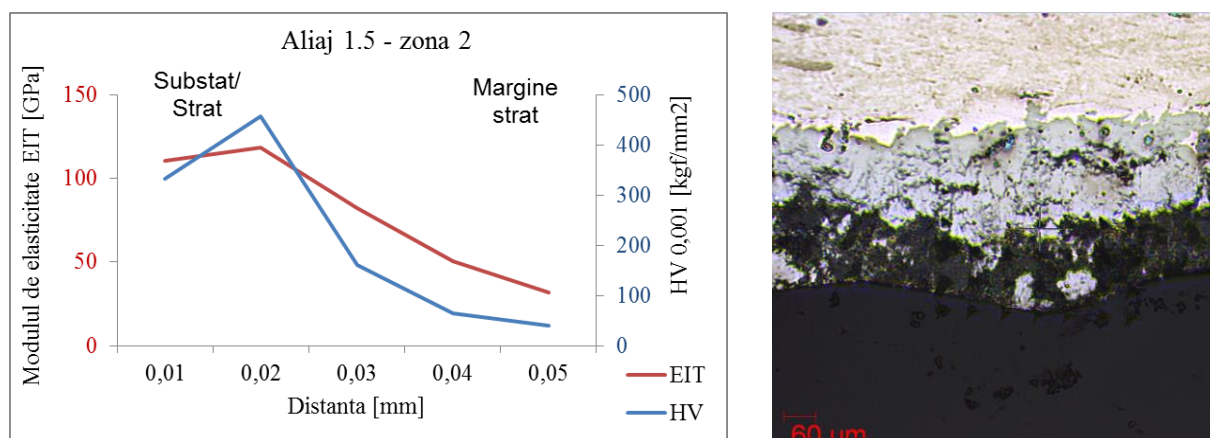 Aliaj 1.5 - zona 2
Modulul de elasticitate EIT [GPa]
150
100
50
0
Substat/
Strat
Margine
strat
500
400
300
200
100
0
HV 0,001 [kgf/mm2]
0,01 0,02 0,03 0,04 0,05
Distanta [mm]
EIT
HV
60 µm